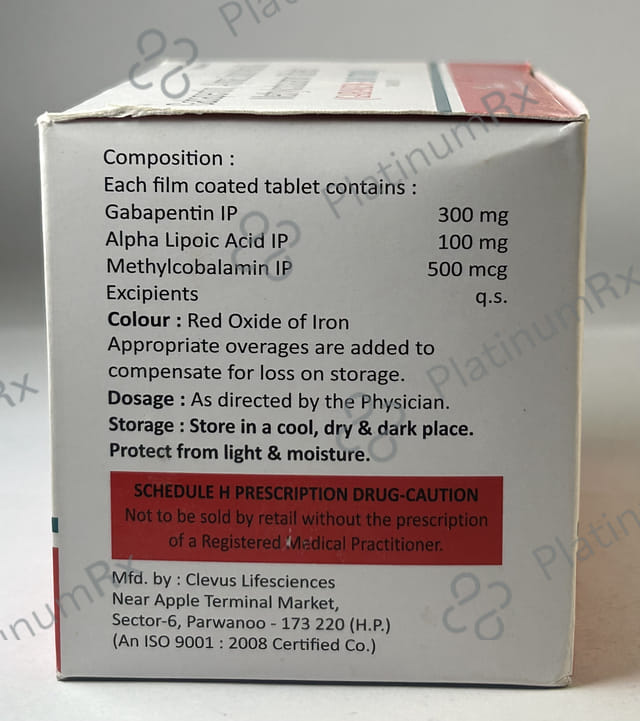 Composition :
Each film coated tablet contains :
Gabapentin IP 300 mg
Alpha Lipoic Acid IP 100 mg
Methylcobalamin IP 500 mcg
Excipients q.s.
Colour : Red Oxide of Iron
Appropriate overages are added to
compensate for loss on storage.
Dosage : As directed by the Physician.
Storage : Store in a cool, dry & dark place.
Protect from light & moisture.
SCHEDULE H PRESCRIPTION DRUG-CAUTION
Not to be sold by retail without the prescription
of a Registered Medical Practitioner.
Mfd. by : Clevus Lifesciences
Near Apple Terminal Market,
Sector-6, Parwanoo - 173 220 (H.P.)
(An ISO 9001 : 2008 Certified Co.)
PlatinumRx
PlatinumRx
PlatinumRx